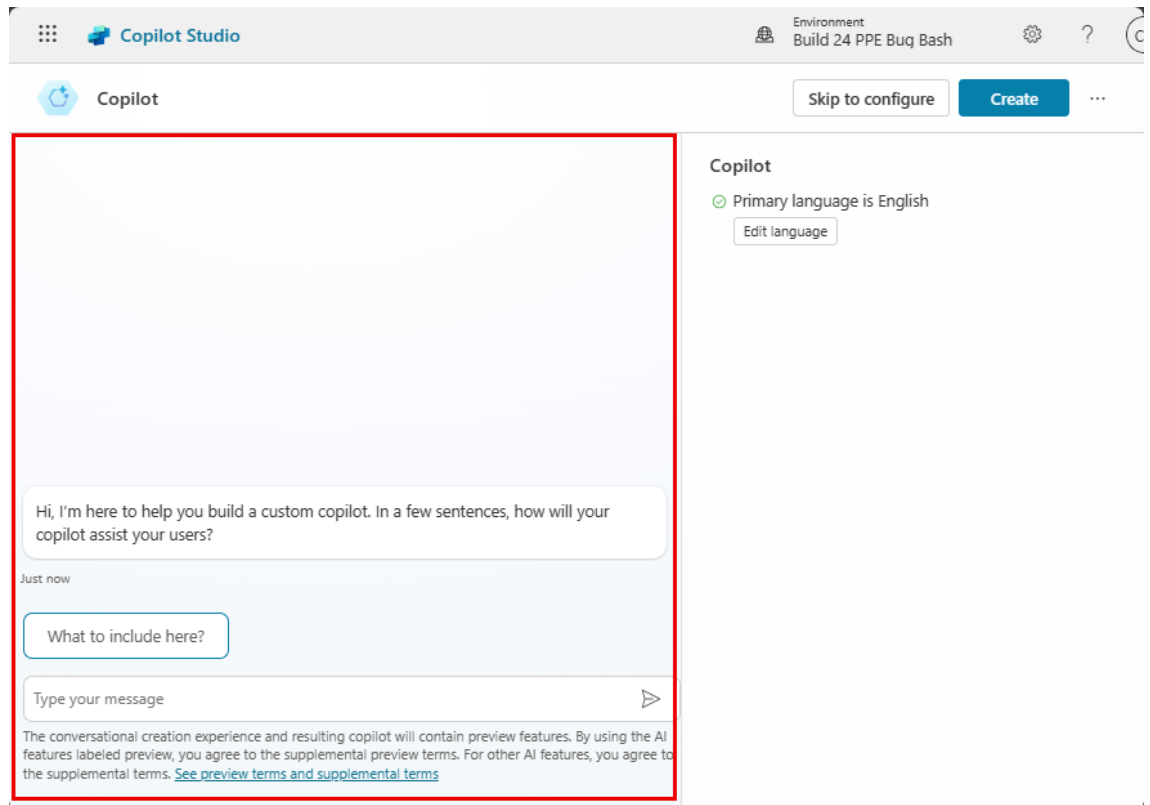 Copilot Studio
Environment
Build 24 PPE Bug Bash
?
Copilot
Skip to configure
Create
...
Copilot
Primary language is English
Edit language
Hi, I'm here to help you build a custom copilot. In a few sentences, how will your
copilot assist your users?
Just now
What to include here?
Type your message
The conversational creation experience and resulting copilot will contain preview features. By using the AI
features labeled preview, you agree to the supplemental preview terms. For other AI features, you agree to
the supplemental terms. See preview terms and supplemental terms